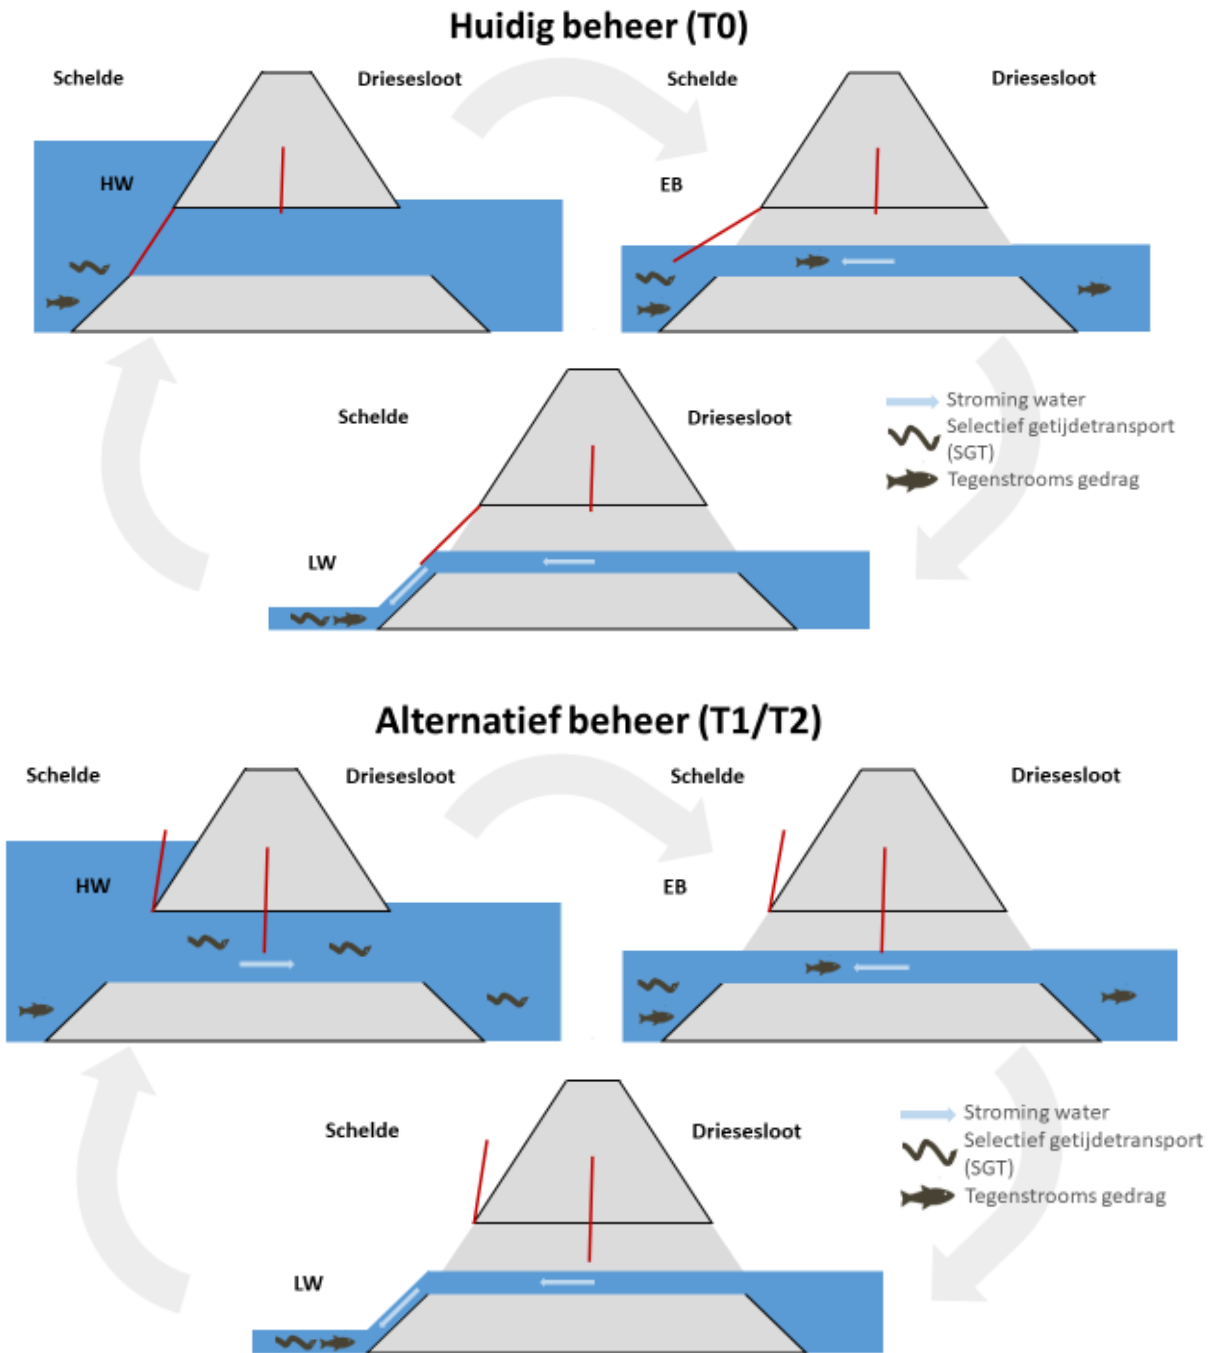 Huidig beheer (T0)
Schelde
Driesesloot
Schelde
Driesesloot
HW
EB
Schelde
Driesesloot
Stroming water
Selectief getijdetransport
(SGT)
Tegenstrooms gedrag
LW
Alternatief beheer (T1/T2)
Schelde
Driesesloot
Schelde
Driesesloot
HW
EB
Schelde
Driesesloot
Stroming water
Selectief getijdetransport
(SGT)
Tegenstrooms gedrag
LW